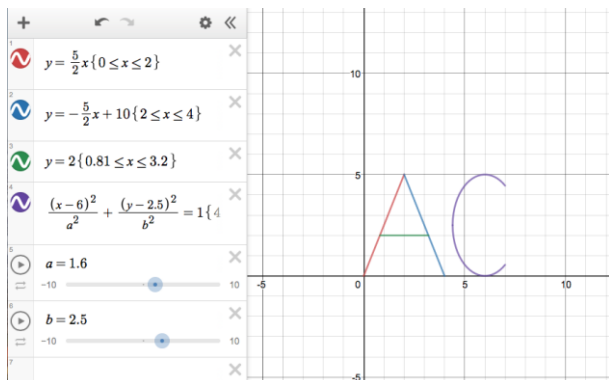 1
y = 5/2 x {0 ≤ x ≤ 2}
2
y = − 5/2 x + 10 {2 ≤ x ≤ 4}
3
y = 2 {0.81 ≤ x ≤ 3.2}
4
(x − 6)²/a² + (y − 2.5)²/b² = 1 {4
5
a = 1.6
-10 10
6
b = 2.5
-10 10
7
10
5
-5 0 5 10
-5